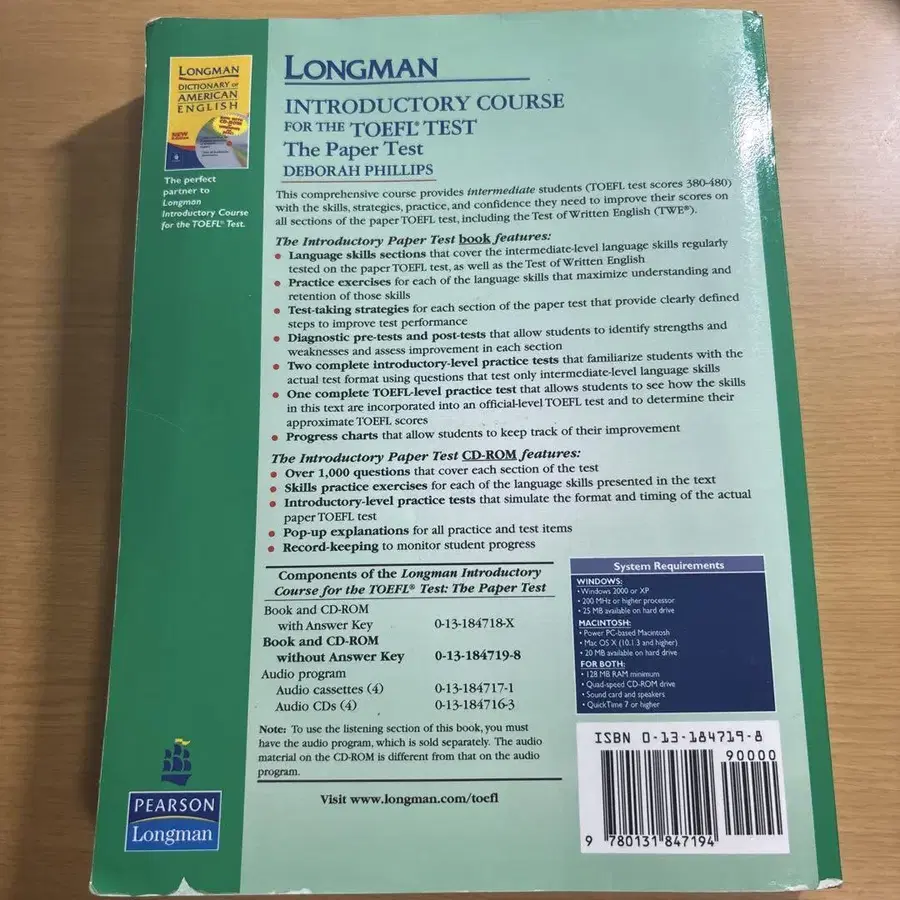 LONGMAN
DICTIONARY OF
AMERICAN
ENGLISH
The perfect
partner to
Longman
Introductory Course
for the TOEFL® Test.
LONGMAN
INTRODUCTORY COURSE
FOR THE TOEFL® TEST
The Paper Test
DEBORAH PHILLIPS
This comprehensive course provides intermediate students (TOEFL test scores 380-480)
with the skills, strategies, practice, and confidence they need to improve their scores on
all sections of the paper TOEFL test, including the Test of Written English (TWE®).
The Introductory Paper Test book features:
• Language skills sections that cover the intermediate-level language skills regularly
tested on the paper TOEFL test, as well as the Test of Written English
• Practice exercises for each of the language skills that maximize understanding and
retention of those skills
• Test-taking strategies for each section of the paper test that provide clearly defined
steps to improve test performance
• Diagnostic pre-tests and post-tests that allow students to identify strengths and
weaknesses and assess improvement in each section
• Two complete introductory-level practice tests that familiarize students with the
actual test format using questions that test only intermediate-level language skills
• One complete TOEFL-level practice test that allows students to see how the skills
in this text are incorporated into an official-level TOEFL test and to determine their
approximate TOEFL scores
• Progress charts that allow students to keep track of their improvement
The Introductory Paper Test CD-ROM features:
• Over 1,000 questions that cover each section of the test
• Skills practice exercises for each of the language skills presented in the text
• Introductory-level practice tests that simulate the format and timing of the actual
paper TOEFL test
• Pop-up explanations for all practice and test items
• Record-keeping to monitor student progress
Components of the Longman Introductory
Course for the TOEFL® Test: The Paper Test
Book and CD-ROM
with Answer Key 0-13-184718-X
Book and CD-ROM
without Answer Key 0-13-184719-8
Audio program
Audio cassettes (4) 0-13-184717-1
Audio CDs (4) 0-13-184716-3
Note: To use the listening section of this book, you must
have the audio program, which is sold separately. The audio
material on the CD-ROM is different from that on the audio
program.
Visit www.longman.com/toefl
System Requirements
WINDOWS:
• Windows 2000 or XP
• 200 MHz or higher processor
• 25 MB available on hard drive
MACINTOSH:
• Power PC-based Macintosh
• Mac OS X (10.1.3 and higher)
• 20 MB available on hard drive
FOR BOTH:
• 128 MB RAM minimum
• Quad-speed CD-ROM drive
• Sound card and speakers
• QuickTime 7 or higher
ISBN 0-13-184719-8
90000
9 780131 847194
PEARSON
Longman